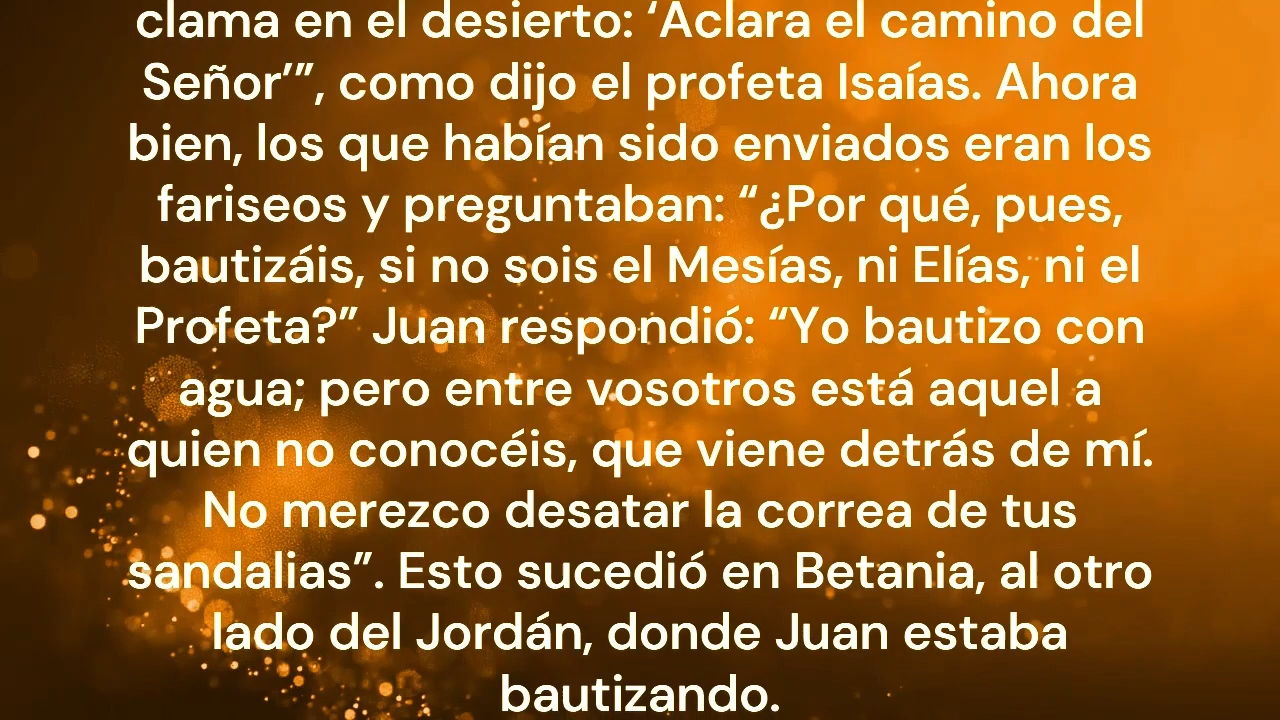 clama en el desierto: ‘Aclara el camino del
Señor’”, como dijo el profeta Isaías. Ahora
bien, los que habían sido enviados eran los
fariseos y preguntaban: “¿Por qué, pues,
bautizáis, si no sois el Mesías, ni Elías, ni el
Profeta?” Juan respondió: “Yo bautizo con
agua; pero entre vosotros está aquel a
quien no conocéis, que viene detrás de mí.
No merezco desatar la correa de tus
sandalias”. Esto sucedió en Betania, al otro
lado del Jordán, donde Juan estaba
bautizando.